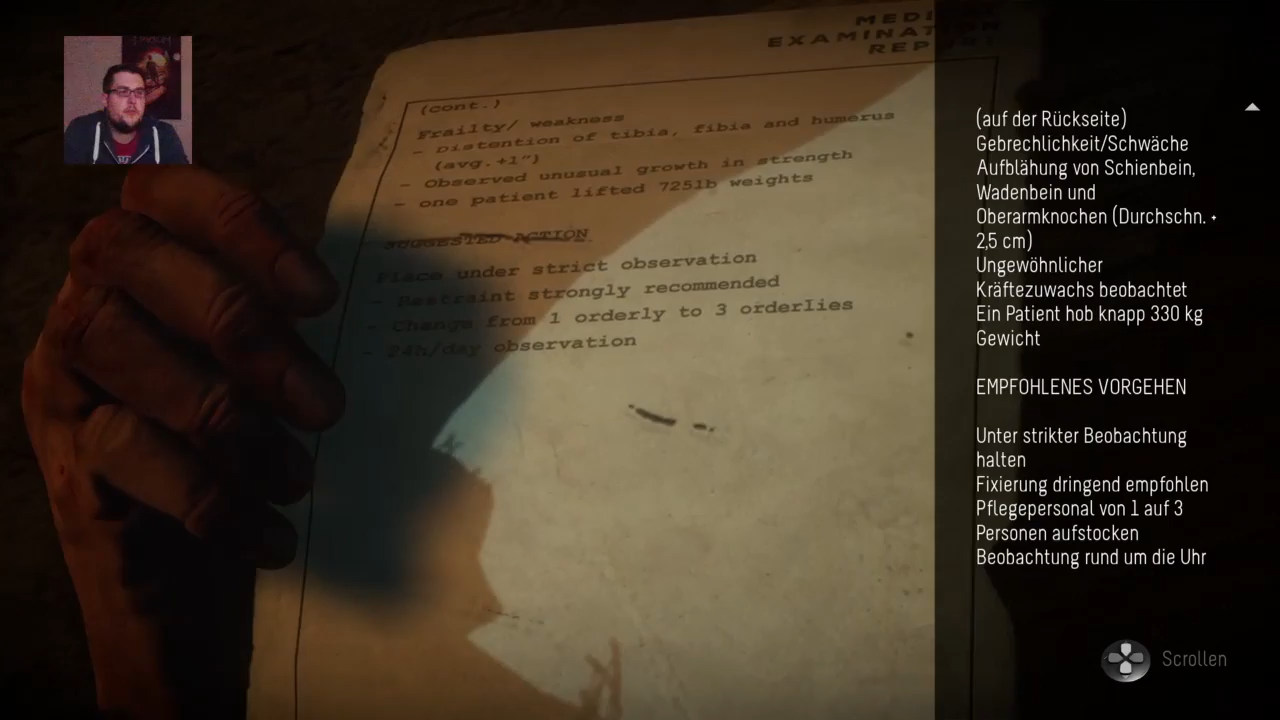 MEDICAL
EXAMINATION
REPORT
(cont.)
Frailty/ weakness
- Distention of tibia, fibia and humerus
(avg.+1")
- Observed unusual growth in strength
- one patient lifted 725lb weights
SUGGESTED ACTION
Place under strict observation
- Restraint strongly recommended
- Change from 1 orderly to 3 orderlies
- 24h/day observation
(auf der Rückseite)
Gebrechlichkeit/Schwäche
Aufblähung von Schienbein,
Wadenbein und
Oberarmknochen (Durchschn. +
2,5 cm)
Ungewöhnlicher
Kräftezuwachs beobachtet
Ein Patient hob knapp 330 kg
Gewicht
EMPFOHLENES VORGEHEN
Unter strikter Beobachtung
halten
Fixierung dringend empfohlen
Pflegepersonal von 1 auf 3
Personen aufstocken
Beobachtung rund um die Uhr
Scrollen